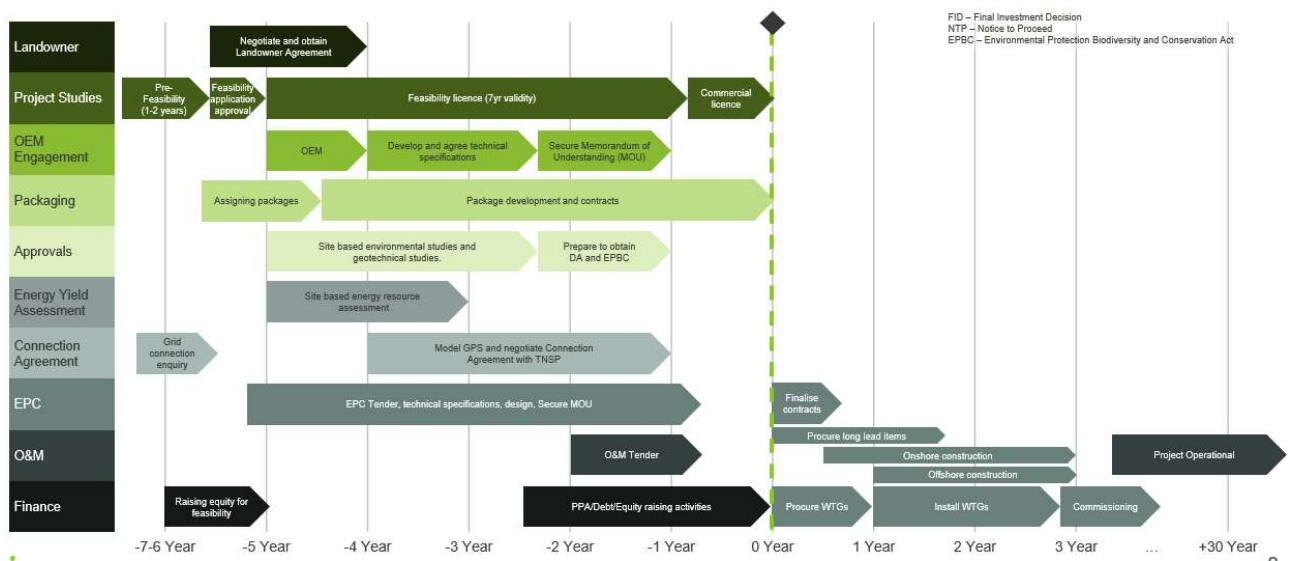 FID – Final Investment Decision
NTP – Notice to Proceed
EPBC – Environmental Protection Biodiversity and Conservation Act
Landowner
Negotiate and obtain
Landowner Agreement
Project Studies
Pre-
Feasibility
(1-2 years)
Feasibility
application
approval
Feasibility licence (7yr validity)
Commercial
licence
OEM
Engagement
OEM
Develop and agree technical
specifications
Secure Memorandum of
Understanding (MOU)
Packaging
Assigning packages
Package development and contracts
Approvals
Site based environmental studies and
geotechnical studies.
Prepare to obtain
DA and EPBC
Energy Yield
Assessment
Site based energy resource
assessment
Connection
Agreement
Grid
connection
enquiry
Model GPS and negotiate Connection
Agreement with TNSP
EPC
EPC Tender, technical specifications, design, Secure MOU
Finalise
contracts
Procure long lead items
O&M
O&M Tender
Onshore construction
Offshore construction
Project Operational
Finance
Raising equity for
feasibility
PPA/Debt/Equity raising activities
Procure WTGs
Install WTGs
Commissioning
-7-6 Year
-5 Year
-4 Year
-3 Year
-2 Year
-1 Year
0 Year
1 Year
2 Year
3 Year
...
+30 Year